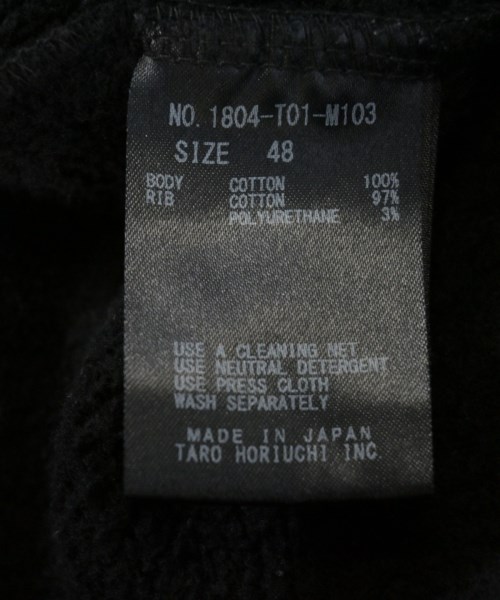 NO. 1804-T01-M103
SIZE 48
BODY COTTON 100%
RIB COTTON 97%
POLYURETHANE 3%
USE A CLEANING NET
USE NEUTRAL DETERGENT
USE PRESS CLOTH
WASH SEPARATELY
MADE IN JAPAN
TARO HORIUCHI INC.